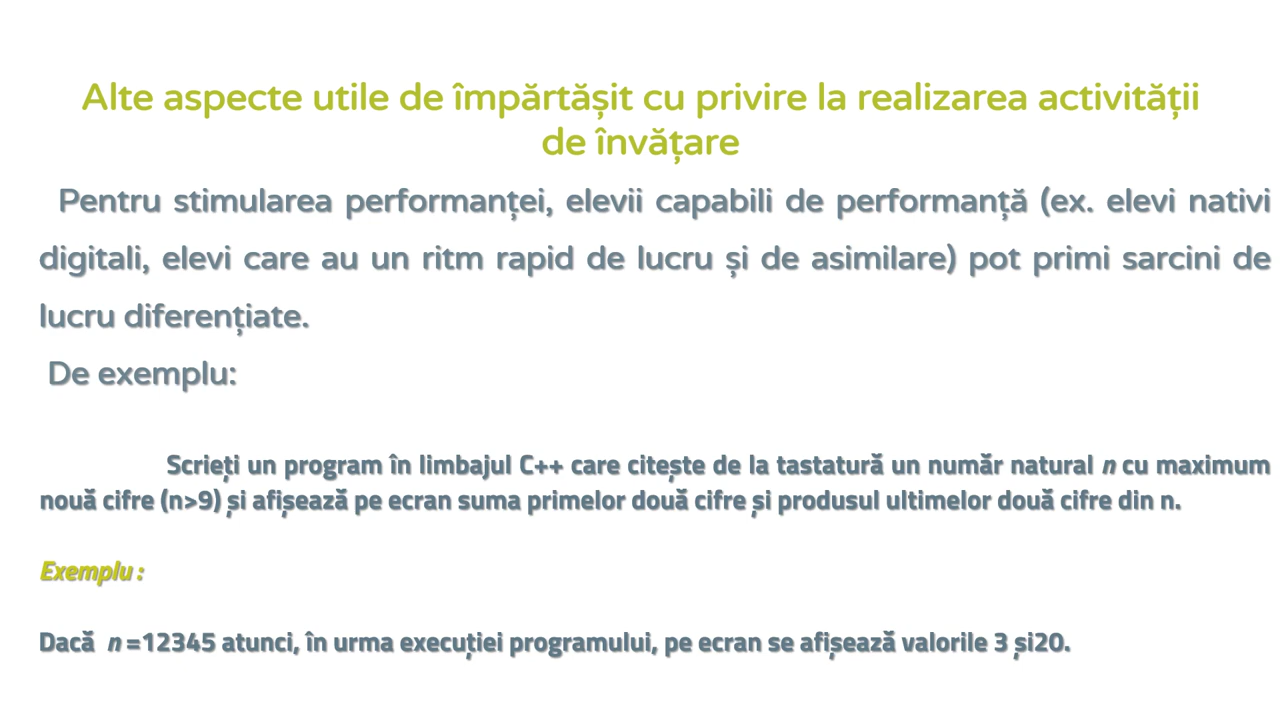 Alte aspecte utile de împărtășit cu privire la realizarea activității
de învățare
Pentru stimularea performanței, elevii capabili de performanță (ex. elevi nativi
digitali, elevi care au un ritm rapid de lucru și de asimilare) pot primi sarcini de
lucru diferențiate.
De exemplu:
Scrieți un program în limbajul C++ care citește de la tastatură un număr natural n cu maximum
nouă cifre (n>9) și afișează pe ecran suma primelor două cifre și produsul ultimelor două cifre din n.
Exemplu :
Dacă n =12345 atunci, în urma execuției programului, pe ecran se afișează valorile 3 și20.